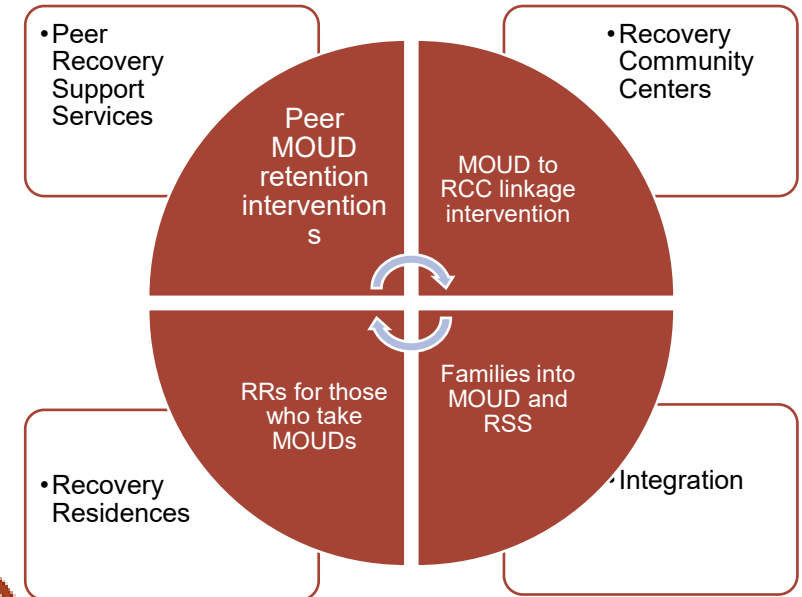 •Peer
Recovery
Support
Services
Peer
MOUD
retention
intervention
s
•Recovery
Community
Centers
MOUD to
RCC linkage
intervention
RRs for those
who take
MOUDs
•Recovery
Residences
Families into
MOUD and
RSS
•Integration